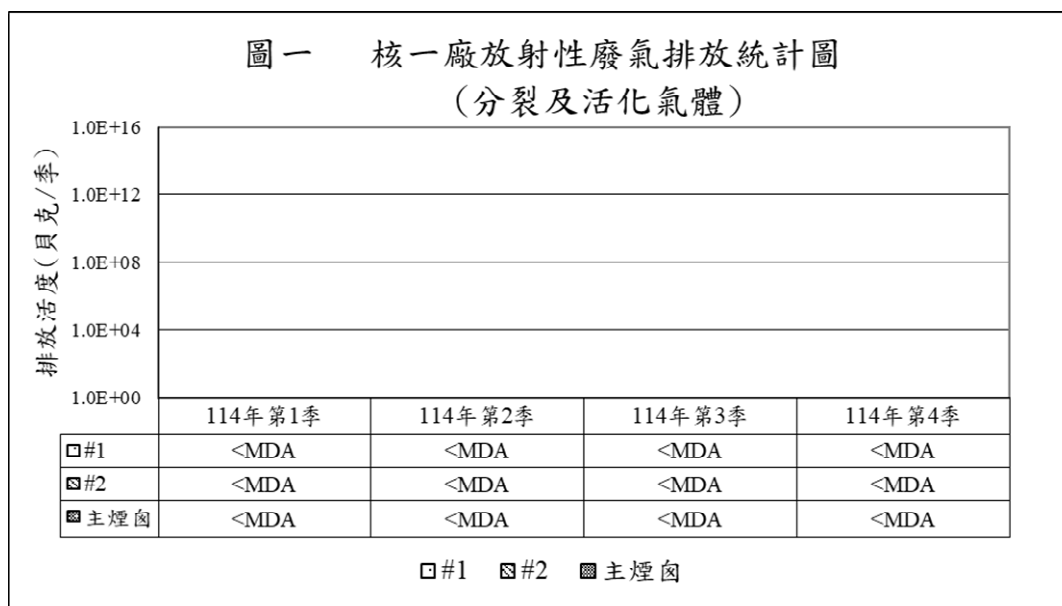 圖一 核一廠放射性廢氣排放統計圖
(分裂及活化氣體)
排放活度(貝克/季)
1.0E+16
1.0E+12
1.0E+08
1.0E+04
1.0E+00
114年第1季 114年第2季 114年第3季 114年第4季
#1 <MDA <MDA <MDA <MDA
#2 <MDA <MDA <MDA <MDA
主煙囪 <MDA <MDA <MDA <MDA
#1 #2 主煙囪